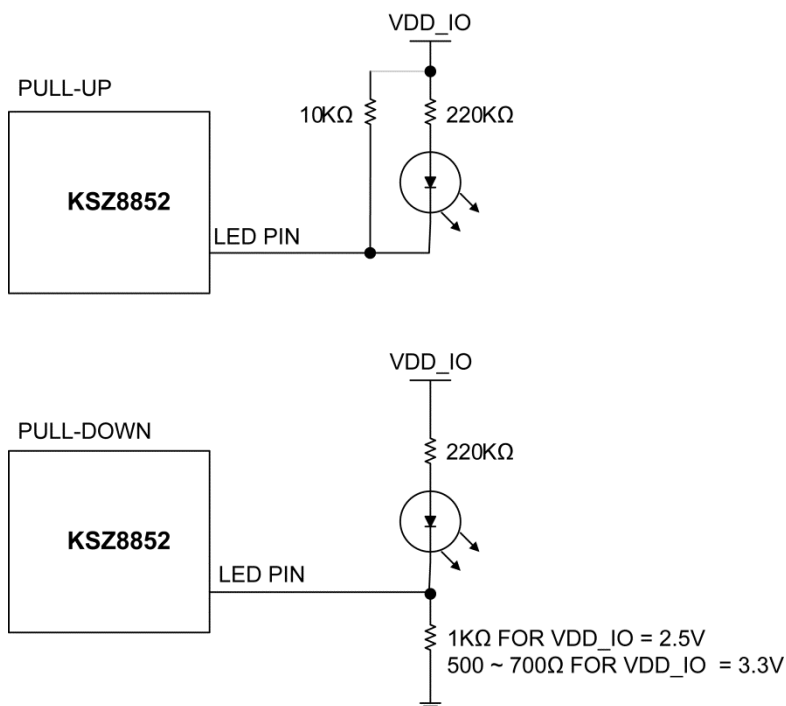 VDD_IO
PULL-UP
10KΩ
220KΩ
KSZ8852
LED PIN
VDD_IO
PULL-DOWN
220KΩ
KSZ8852
LED PIN
1KΩ FOR VDD_IO = 2.5V
500 ~ 700Ω FOR VDD_IO = 3.3V